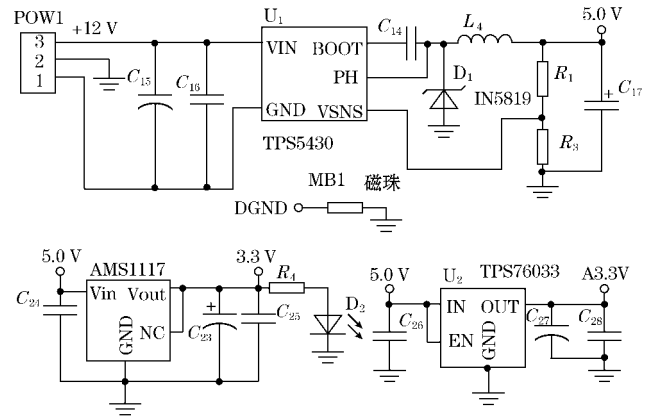 POW1
3
2
1
+12 V
C15
C16
U1
VIN
BOOT
PH
GND
VSNS
TPS5430
C14
L4
5.0 V
D1
IN5819
R1
R3
+
C17
MB1 磁珠
DGND
5.0 V
C24
AMS1117
Vin
Vout
GND
NC
3.3 V
R4
+
C23
C25
D2
5.0 V
C26
U2
TPS76033
IN
OUT
EN
GND
A3.3V
C27
C28